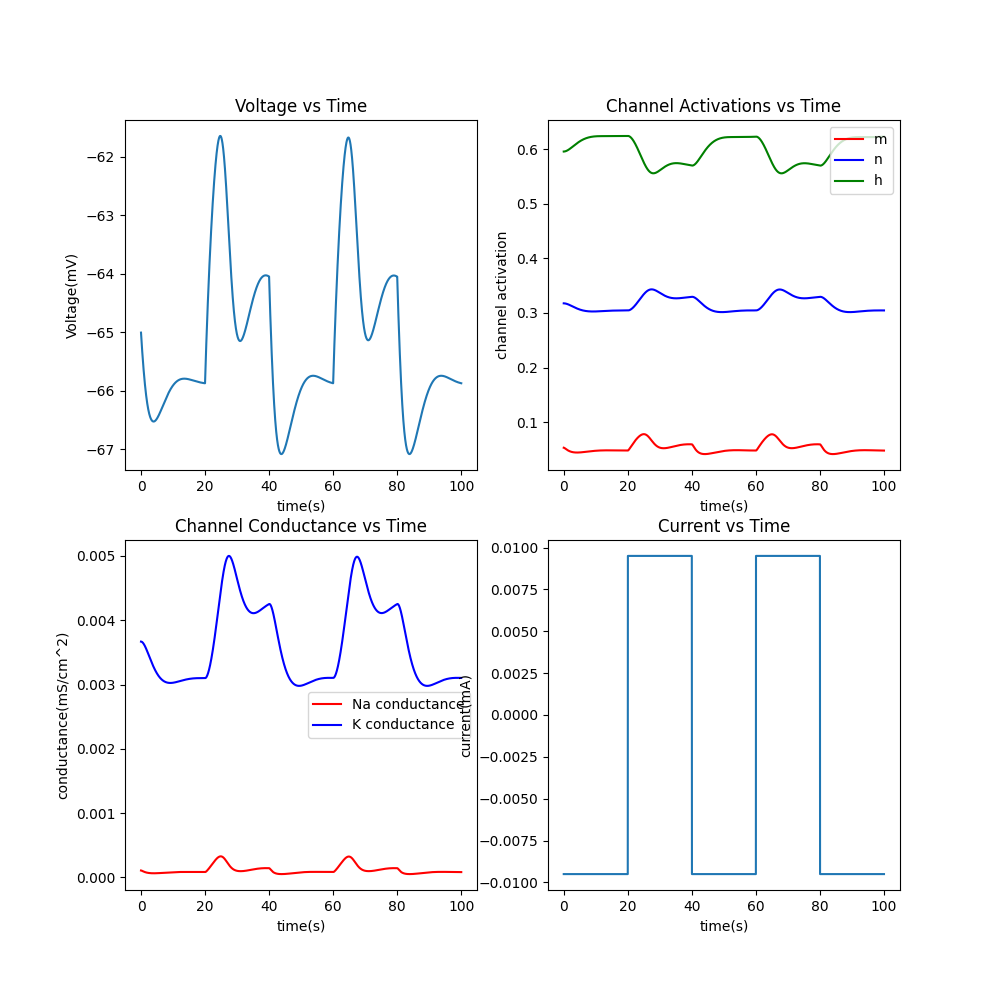 Voltage vs Time
Voltage(mV)
−62
−63
−64
−65
−66
−67
0 20 40 60 80 100
time(s)
Channel Activations vs Time
channel activation
0.6
0.5
0.4
0.3
0.2
0.1
m
n
h
0 20 40 60 80 100
time(s)
Channel Conductance vs Time
conductance(mS/cm^2)
0.005
0.004
0.003
0.002
0.001
0.000
Na conductance
K conductance
0 20 40 60 80 100
time(s)
Current vs Time
current(mA)
0.0100
0.0075
0.0050
0.0025
0.0000
−0.0025
−0.0050
−0.0075
−0.0100
0 20 40 60 80 100
time(s)